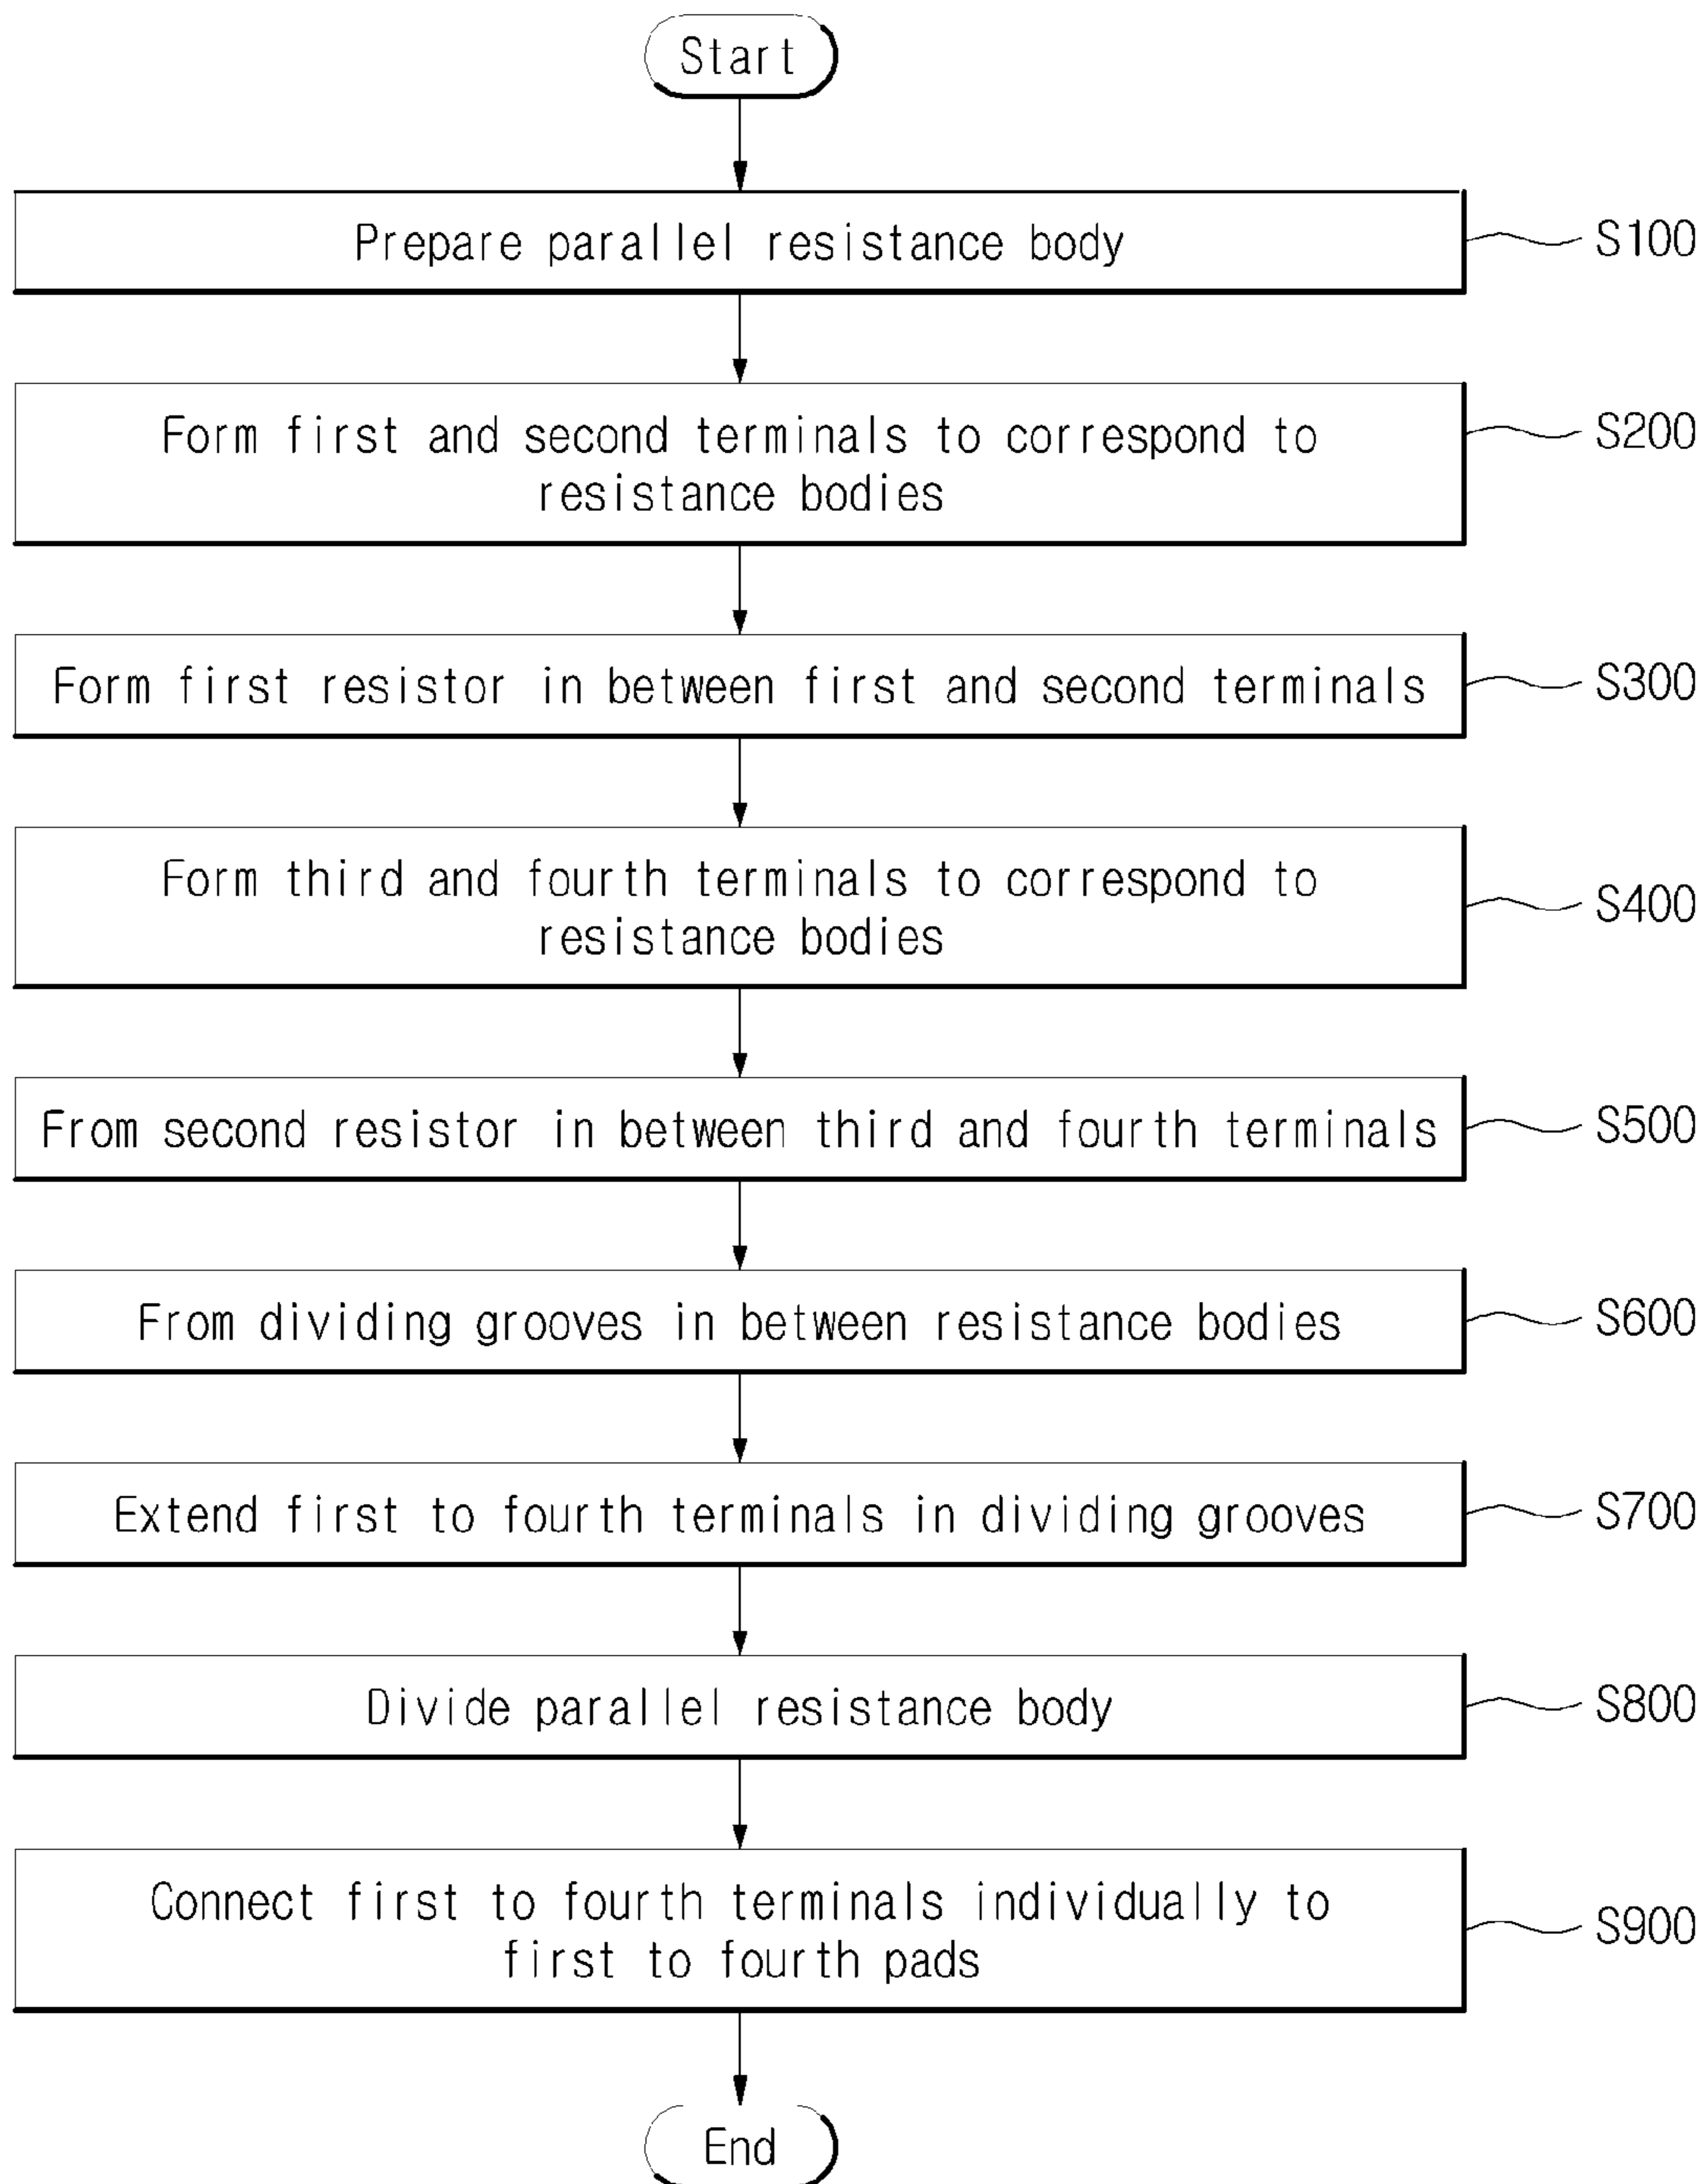 Start
Prepare parallel resistance body
S100
Form first and second terminals to correspond to
resistance bodies
S200
Form first resistor in between first and second terminals
S300
Form third and fourth terminals to correspond to
resistance bodies
S400
From second resistor in between third and fourth terminals
S500
From dividing grooves in between resistance bodies
S600
Extend first to fourth terminals in dividing grooves
S700
Divide parallel resistance body
S800
Connect first to fourth terminals individually to
first to fourth pads
S900
End